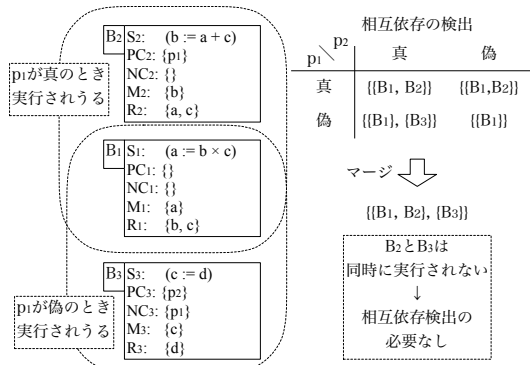 B2 S2: (b := a + c)
PC2: {p1}
NC2: {}
M2: {b}
R2: {a, c}
p1が真のとき
実行されうる
B1 S1: (a := b × c)
PC1: {}
NC1: {}
M1: {a}
R1: {b, c}
B3 S3: (c := d)
PC3: {p2}
NC3: {p1}
M3: {c}
R3: {d}
p1が偽のとき
実行されうる
相互依存の検出
p1 \ p2 真 偽
真 {{B1, B2}} {{B1,B2}}
偽 {{B1}, {B3}} {{B1}}
マージ
{{B1, B2}, {B3}}
B2とB3は
同時に実行されない
↓
相互依存検出の
必要なし